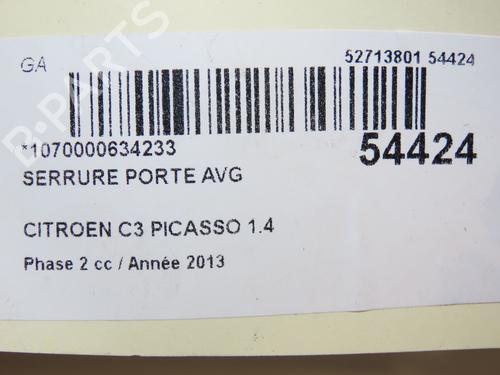 GA
52713801 54424
*1070000634233
54424
SERRURE PORTE AVG
CITROEN C3 PICASSO 1.4
Phase 2 cc / Année 2013
B-PARTS